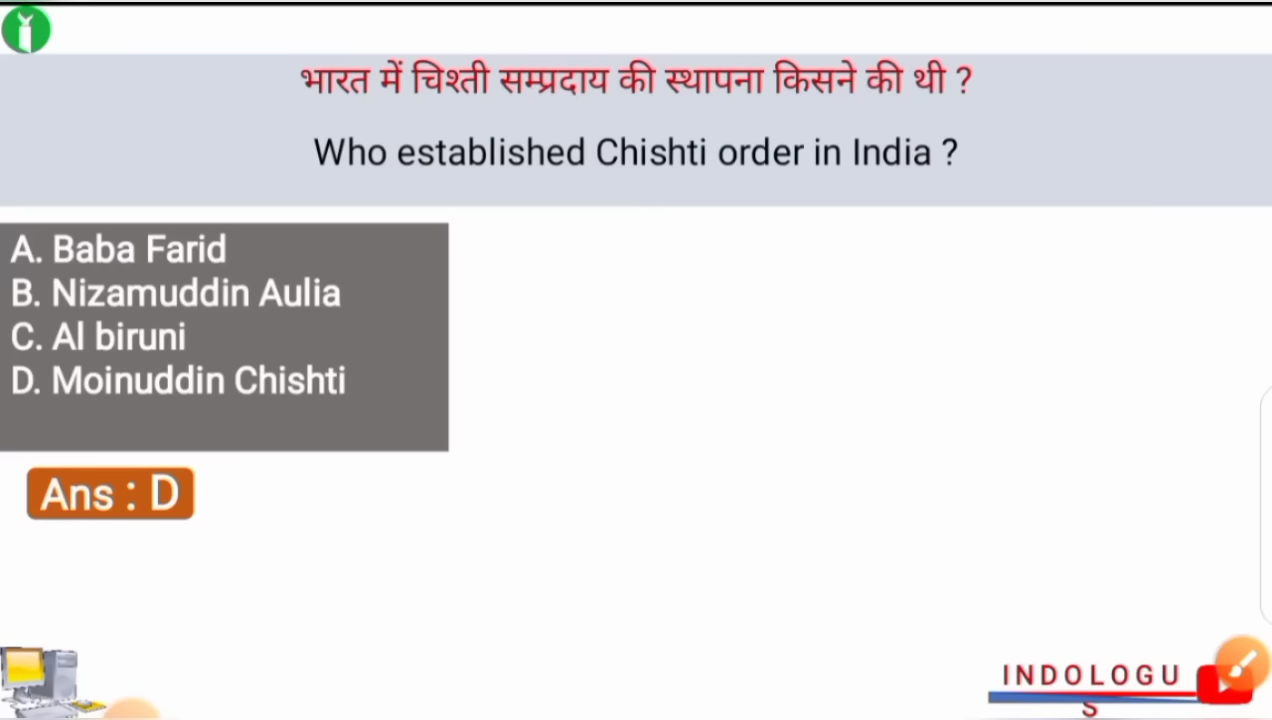 भारत में चिश्ती सम्प्रदाय की स्थापना किसने की थी ?
Who established Chishti order in India ?
A. Baba Farid
B. Nizamuddin Aulia
C. Al biruni
D. Moinuddin Chishti
Ans : D
INDOLOGU
S